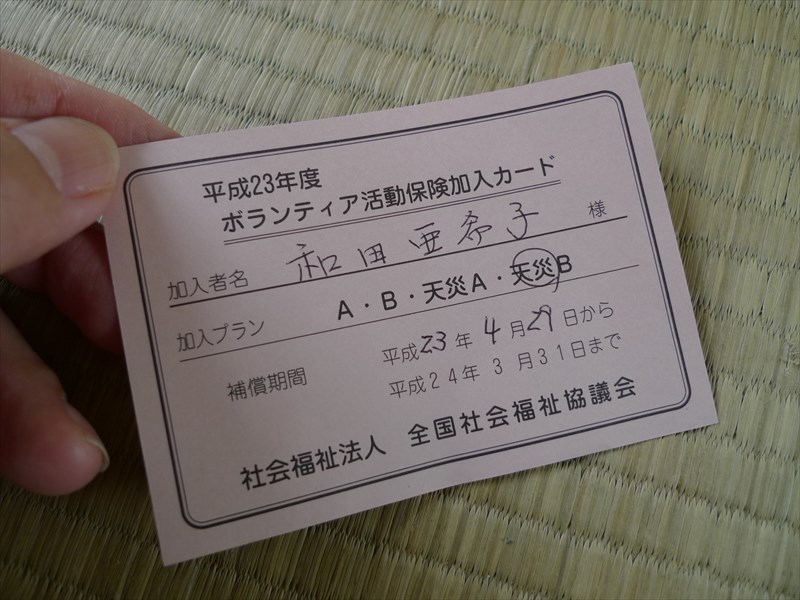 平成23年度
ボランティア活動保険加入カード
加入者名 和田亜希子 様
加入プラン A・B・天災A・天災B
補償期間 平成23年4月29日から
平成24年3月31日まで
社会福祉法人 全国社会福祉協議会